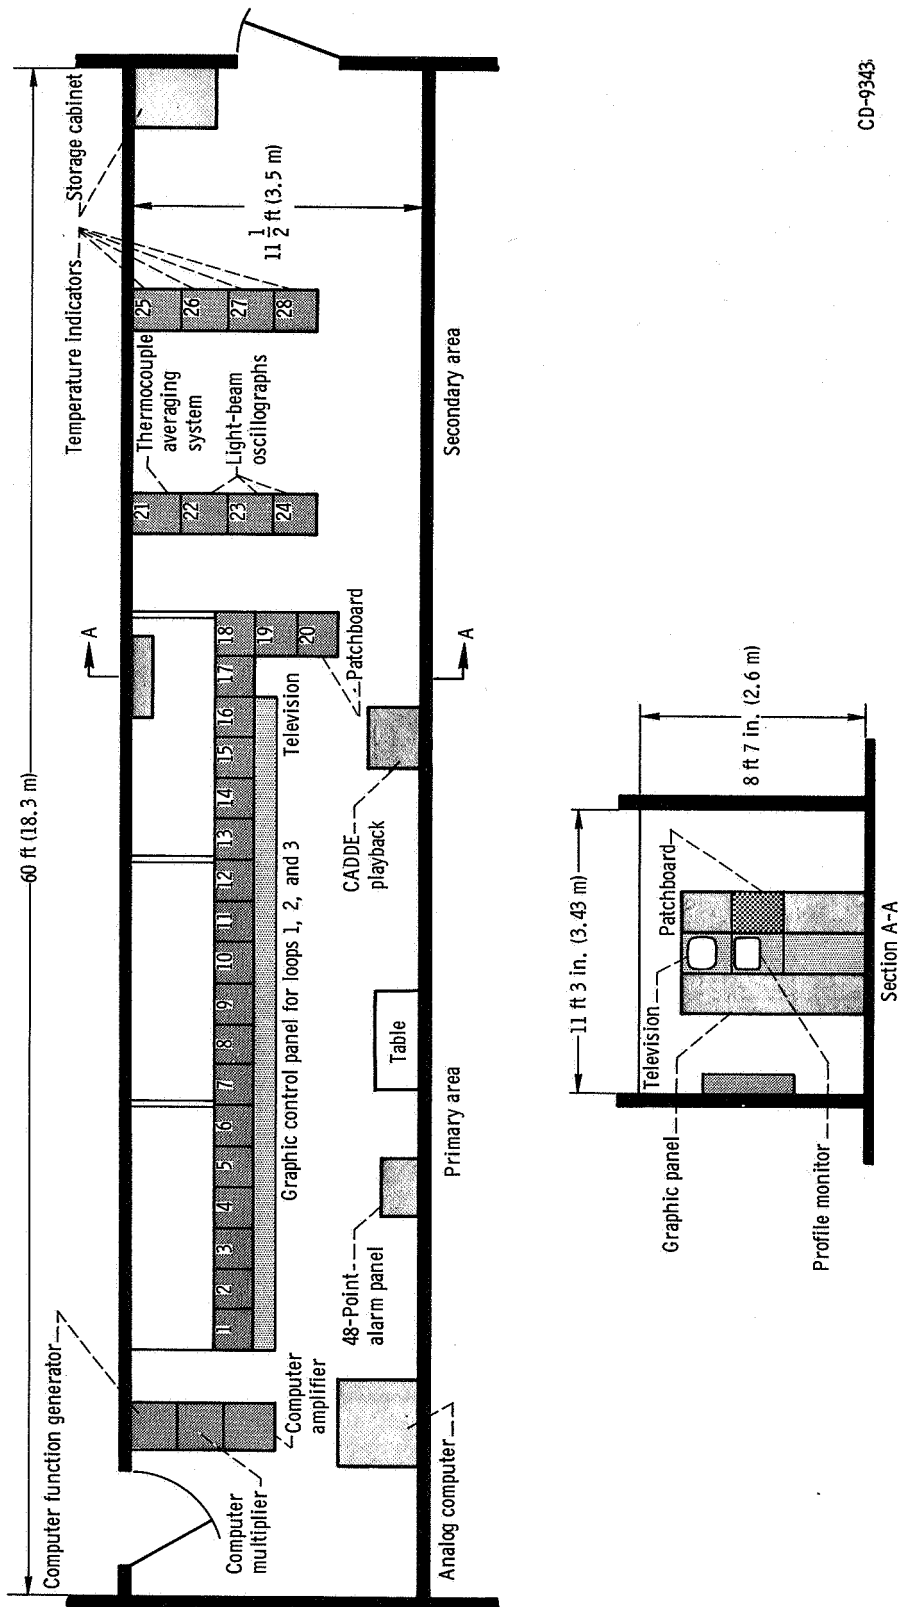 60 ft (18.3 m)
Computer function generator
Temperature indicators
Storage cabinet
Thermocouple
averaging
system
Light-beam
oscillographs
11 1/2 ft (3.5 m)
A
1
2
3
4
5
6
7
8
9
10
11
12
13
14
15
16
17
18
19
20
21
22
23
24
25
26
27
28
Computer
multiplier
Computer
amplifier
Graphic control panel for loops 1, 2, and 3
Television
Patchboard
48-Point
alarm panel
Table
CADDE
playback
A
Analog computer
Primary area
Secondary area
11 ft 3 in. (3.43 m)
8 ft 7 in. (2.6 m)
Television
Patchboard
Graphic panel
Profile monitor
Section A-A
CD-9343